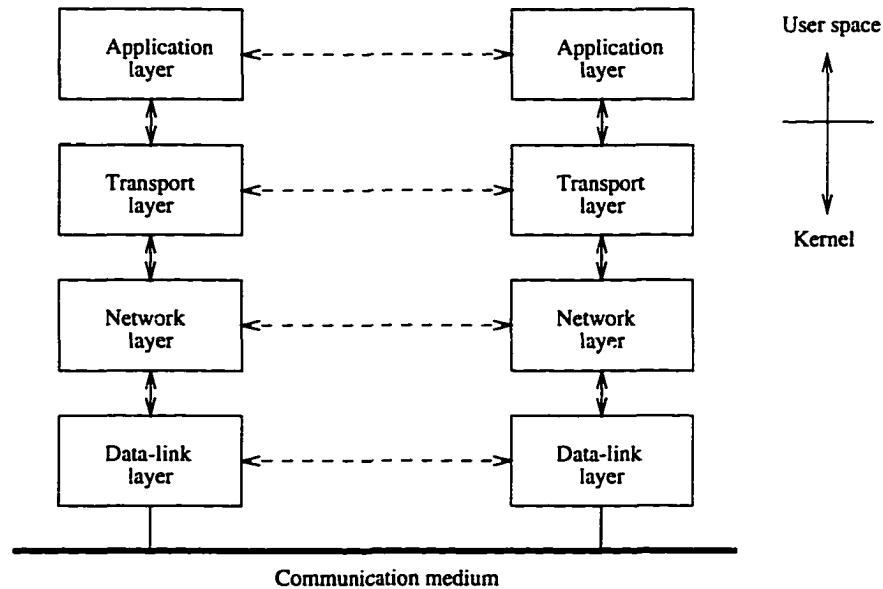 Application
layer
Application
layer
User space
Transport
layer
Transport
layer
Kernel
Network
layer
Network
layer
Data-link
layer
Data-link
layer
Communication medium